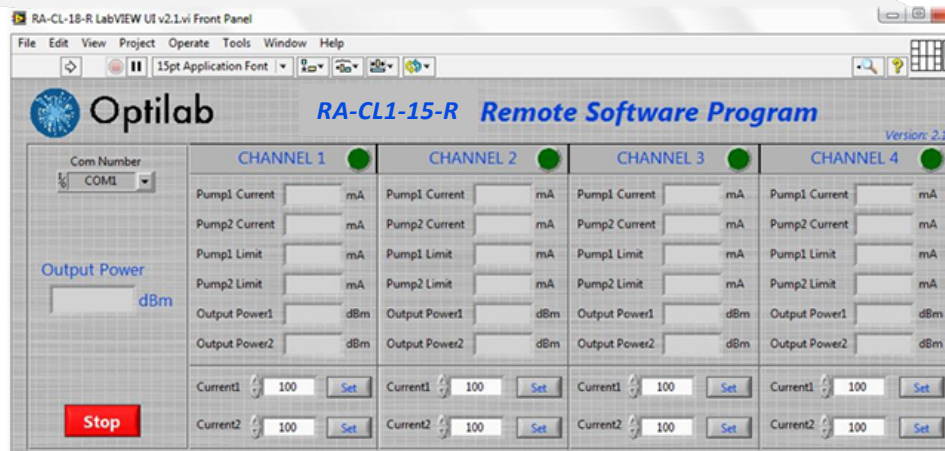 RA-CL-18-R LabVIEW UI v2.1.vi Front Panel
File Edit View Project Operate Tools Window Help
15pt Application Font
Optilab RA-CL1-15-R Remote Software Program
Version: 2.1
Com Number CHANNEL 1 CHANNEL 2 CHANNEL 3 CHANNEL 4
COM1
Pump1 Current mA Pump1 Current mA Pump1 Current mA Pump1 Current mA
Pump2 Current mA Pump2 Current mA Pump2 Current mA Pump2 Current mA
Pump1 Limit mA Pump1 Limit mA Pump1 Limit mA Pump1 Limit mA
Output Power
Pump2 Limit mA Pump2 Limit mA Pump2 Limit mA Pump2 Limit mA
dBm
Output Power1 dBm Output Power1 dBm Output Power1 dBm Output Power1 dBm
Output Power2 dBm Output Power2 dBm Output Power2 dBm Output Power2 dBm
Current1 100 Set Current1 100 Set Current1 100 Set Current1 100 Set
Stop
Current2 100 Set Current2 100 Set Current2 100 Set Current2 100 Set